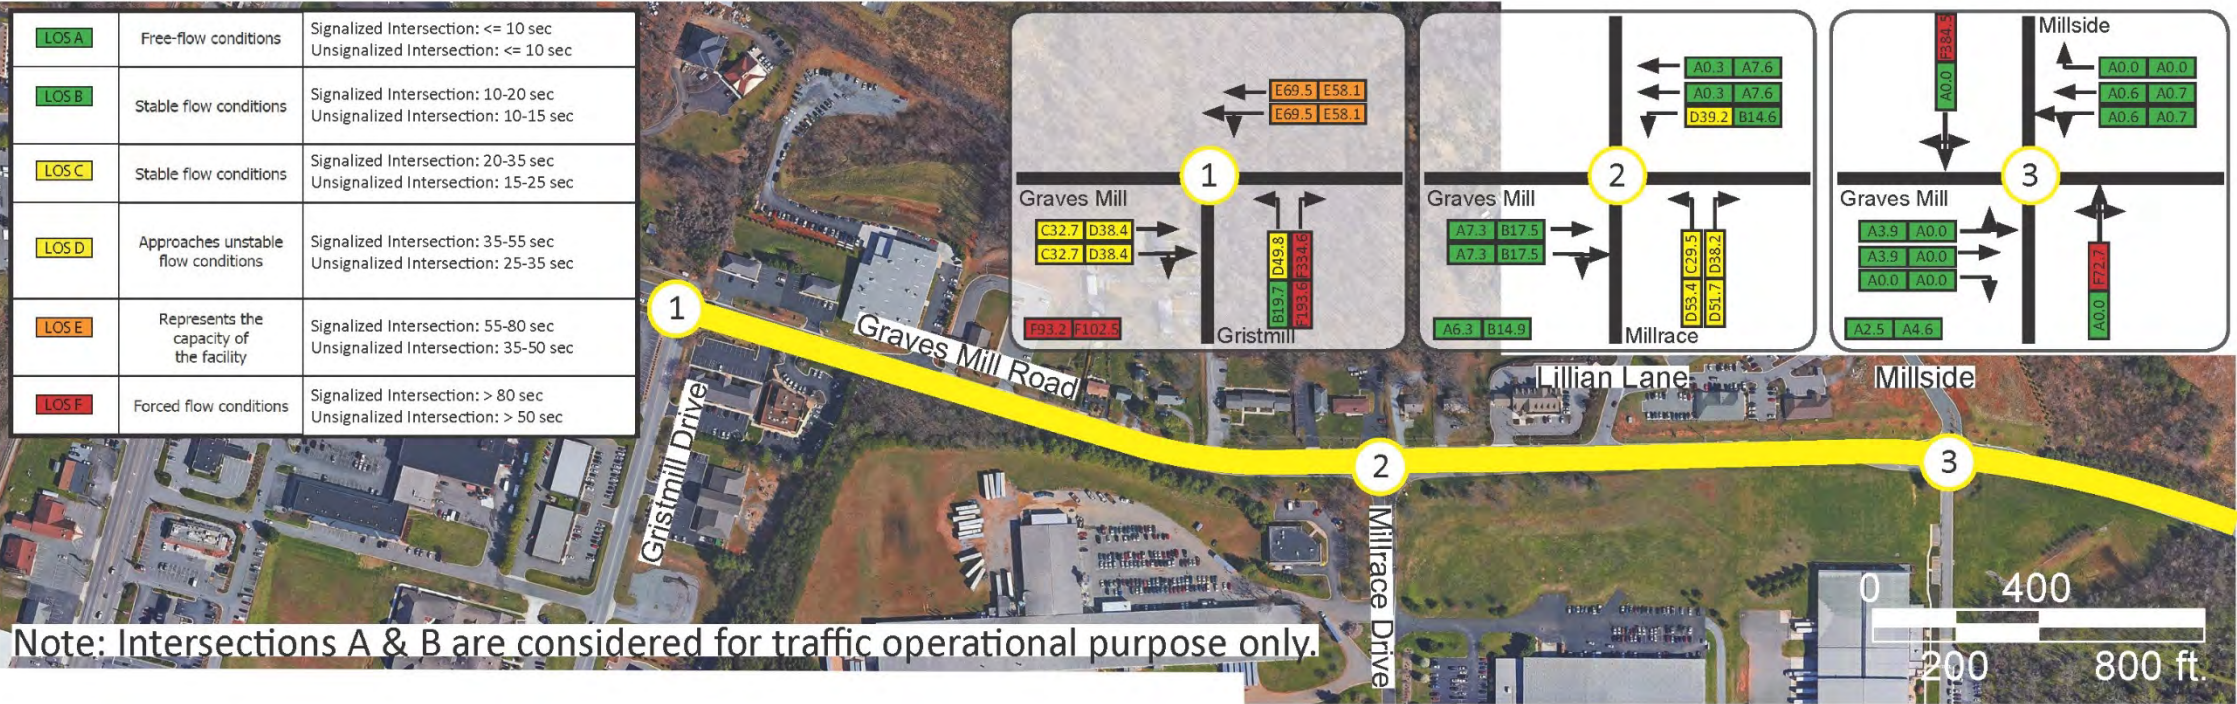 LOS A
Free-flow conditions
Signalized Intersection: <= 10 sec
Unsignalized Intersection: <= 10 sec
LOS B
Stable flow conditions
Signalized Intersection: 10-20 sec
Unsignalized Intersection: 10-15 sec
LOS C
Stable flow conditions
Signalized Intersection: 20-35 sec
Unsignalized Intersection: 15-25 sec
LOS D
Approaches unstable
flow conditions
Signalized Intersection: 35-55 sec
Unsignalized Intersection: 25-35 sec
LOS E
Represents the
capacity of
the facility
Signalized Intersection: 55-80 sec
Unsignalized Intersection: 35-50 sec
LOS F
Forced flow conditions
Signalized Intersection: > 80 sec
Unsignalized Intersection: > 50 sec
E69.5 E58.1
E69.5 E58.1
1
Graves Mill
C32.7 D38.4
C32.7 D38.4
B19.7 D49.8
F193.6 F334.6
F93.2 F102.5
Gristmill
A0.3 A7.6
A0.3 A7.6
D39.2 B14.6
2
Graves Mill
A7.3 B17.5
A7.3 B17.5
D53.4 C29.5
D51.7 D38.2
A6.3 B14.9
Millrace
A0.0 F384.5
Millside
A0.0 A0.0
A0.6 A0.7
A0.6 A0.7
3
Graves Mill
A3.9 A0.0
A3.9 A0.0
A0.0 A0.0
A0.0 F72.7
A2.5 A4.6
1
Graves Mill Road
Gristmill Drive
2
Millrace Drive
Lillian Lane
Millside
3
0 400
200 800 ft.
Note: Intersections A & B are considered for traffic operational purpose only.